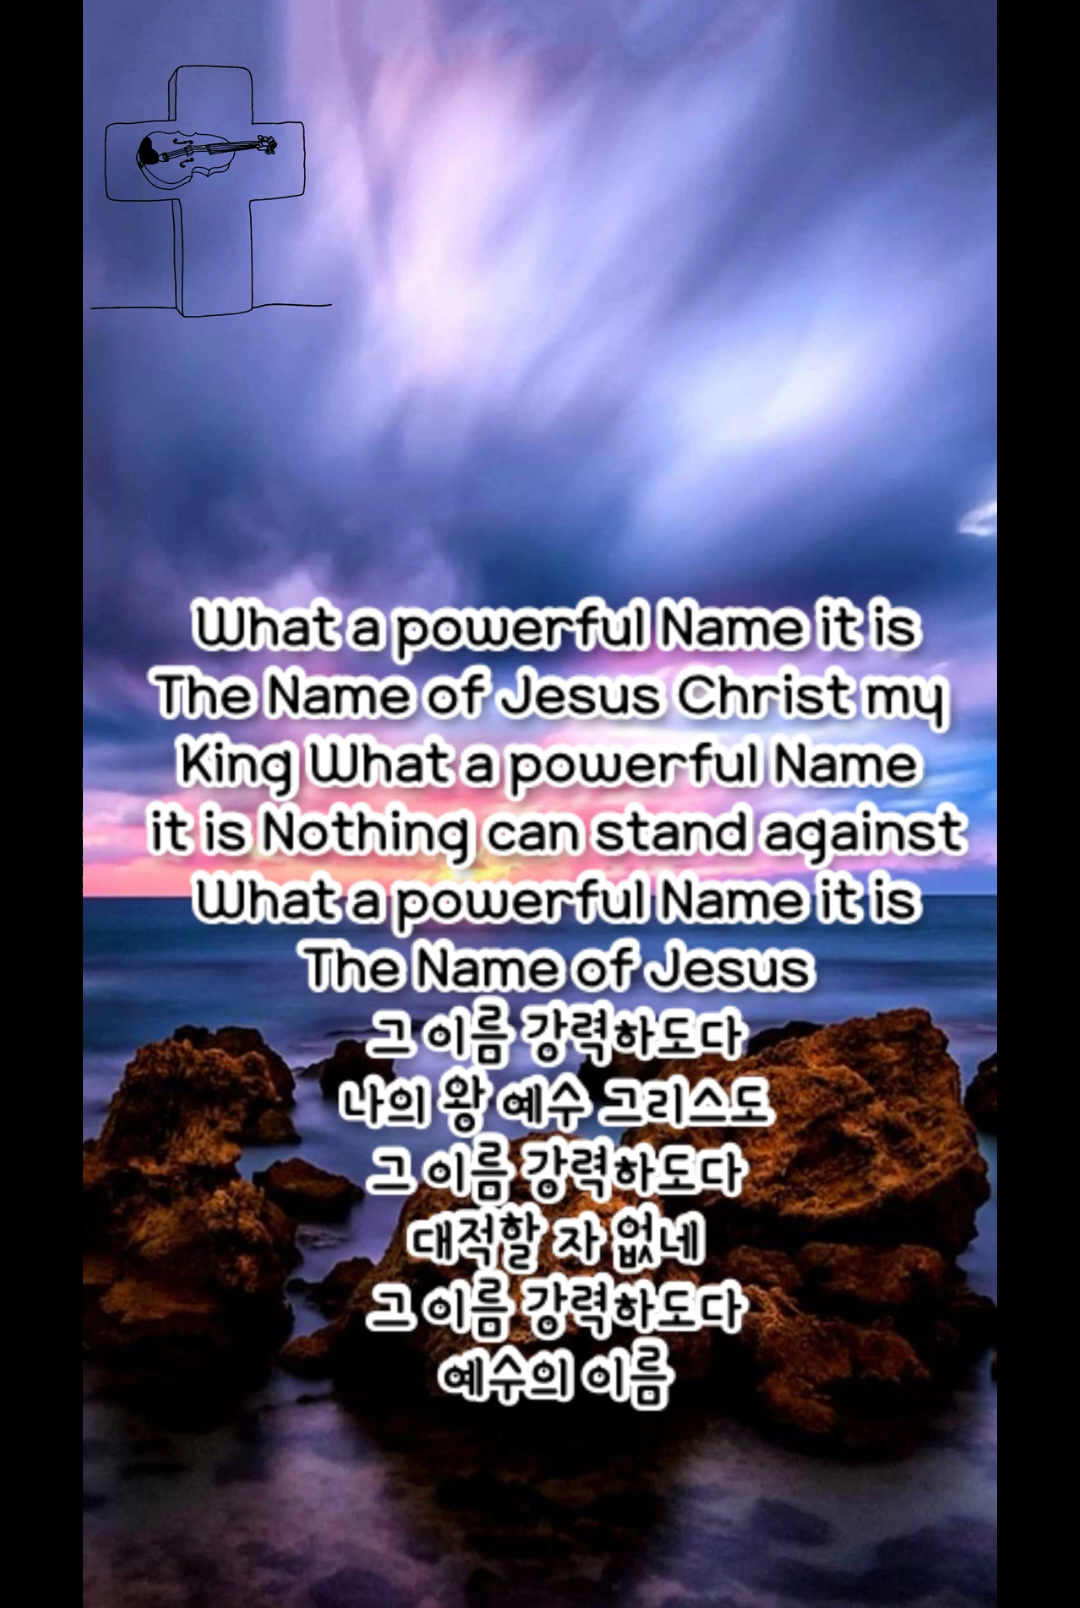 What a powerful Name it is
The Name of Jesus Christ my
King What a powerful Name
it is Nothing can stand against
What a powerful Name it is
The Name of Jesus
그 이름 강력하도다
나의 왕 예수 그리스도
그 이름 강력하도다
대적할 자 없네
그 이름 강력하도다
예수의 이름